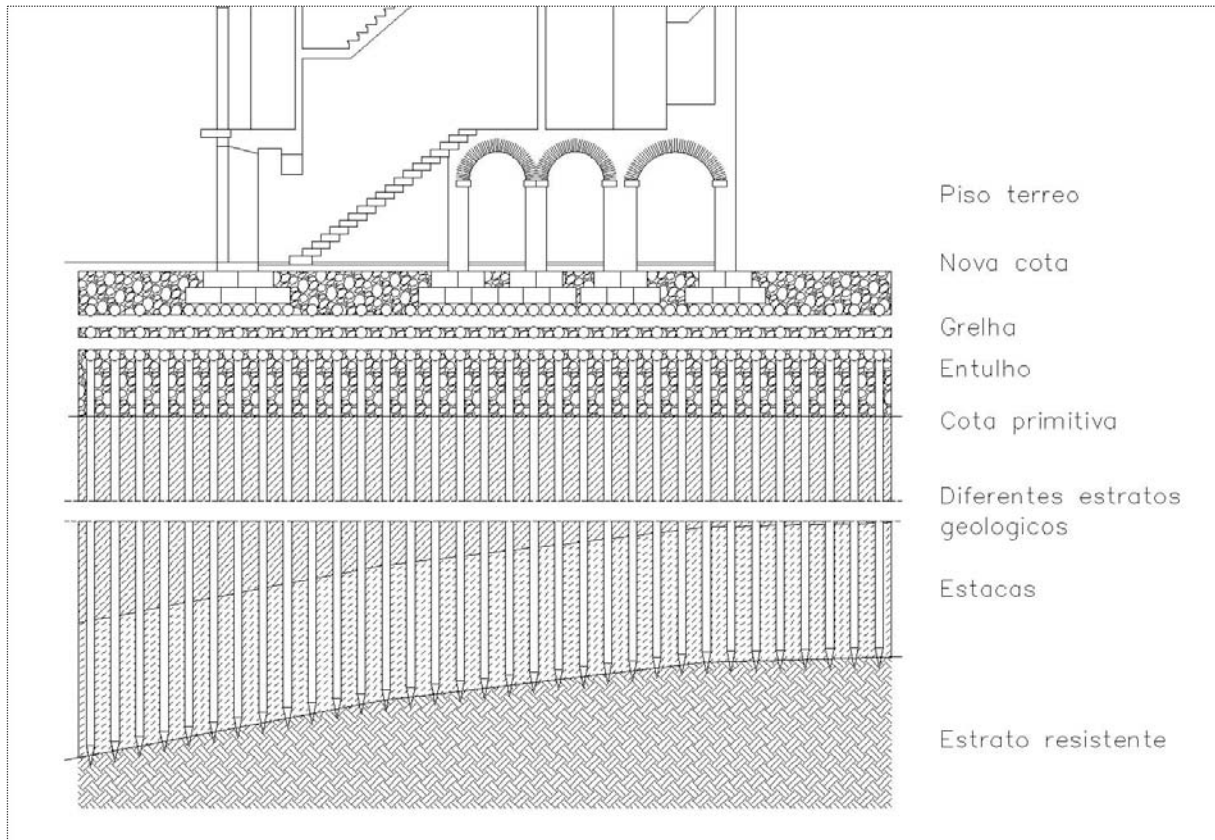 Piso terreo
Nova cota
Grelha
Entulho
Cota primitiva
Diferentes estratos
geologicos
Estacas
Estrato resistente